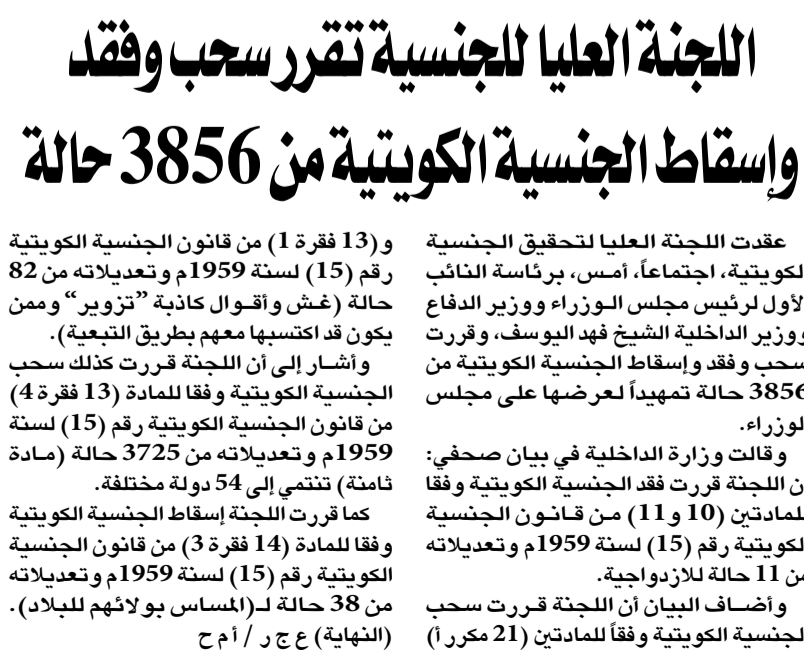 اللجنة العليا للجنسية تقرر سحب وفقد
وإسقاط الجنسية الكويتية من 3856 حالة
عقدت اللجنة العليا لتحقيق الجنسية
لكويتية، اجتماعاً، أمس، برئاسة النائب
لأول لرئيس مجلس الوزراء ووزير الدفاع
ووزير الداخلية الشيخ فهد اليوسف، وقررت
سحب وفقد وإسقاط الجنسية الكويتية من
3856 حالة تمهيداً لعرضها على مجلس
لوزراء.
وقالت وزارة الداخلية في بيان صحفي:
ن اللجنة قررت فقد الجنسية الكويتية وفقا
للمادتين (10 و11) من قانون الجنسية
لكويتية رقم (15) لسنة 1959م وتعديلاته
من 11 حالة للازدواجية.
وأضاف البيان أن اللجنة قررت سحب
لجنسية الكويتية وفقاً للمادتين (21 مكرر أ)
و(13 فقرة 1) من قانون الجنسية الكويتية
رقم (15) لسنة 1959م وتعديلاته من 82
حالة (غش وأقوال كاذبة "تزوير" وممن
يكون قد اكتسبها معهم بطريق التبعية).
وأشار إلى أن اللجنة قررت كذلك سحب
الجنسية الكويتية وفقا للمادة (13 فقرة 4)
من قانون الجنسية الكويتية رقم (15) لسنة
1959م وتعديلاته من 3725 حالة (مادة
ثامنة) تنتمي إلى 54 دولة مختلفة.
كما قررت اللجنة إسقاط الجنسية الكويتية
وفقا للمادة (14 فقرة 3) من قانون الجنسية
الكويتية رقم (15) لسنة 1959م وتعديلاته
من 38 حالة لـ(المساس بولائهم للبلاد).
(النهاية) ع ج ر / أ م ح